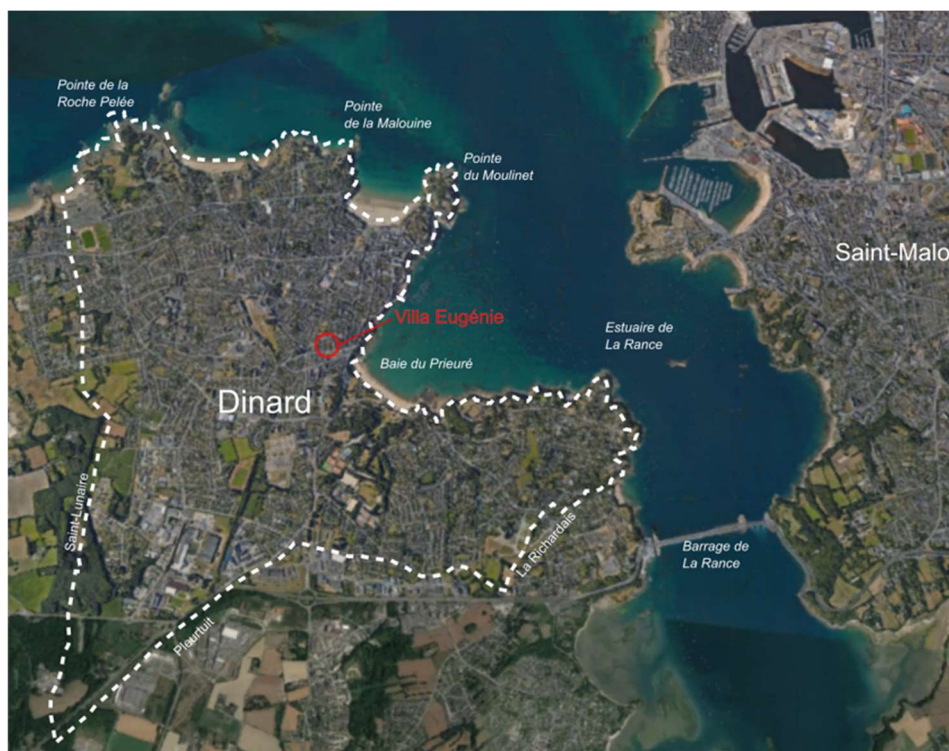 Pointe de la
Roche Pelée
Pointe
de la Malouine
Pointe
du Moulinet
Saint-Malo
Villa Eugénie
Estuaire de
La Rance
Baie du Prieuré
Dinard
Saint-Lunaire
La Richardais
Barrage de
La Rance
Pleurtuit